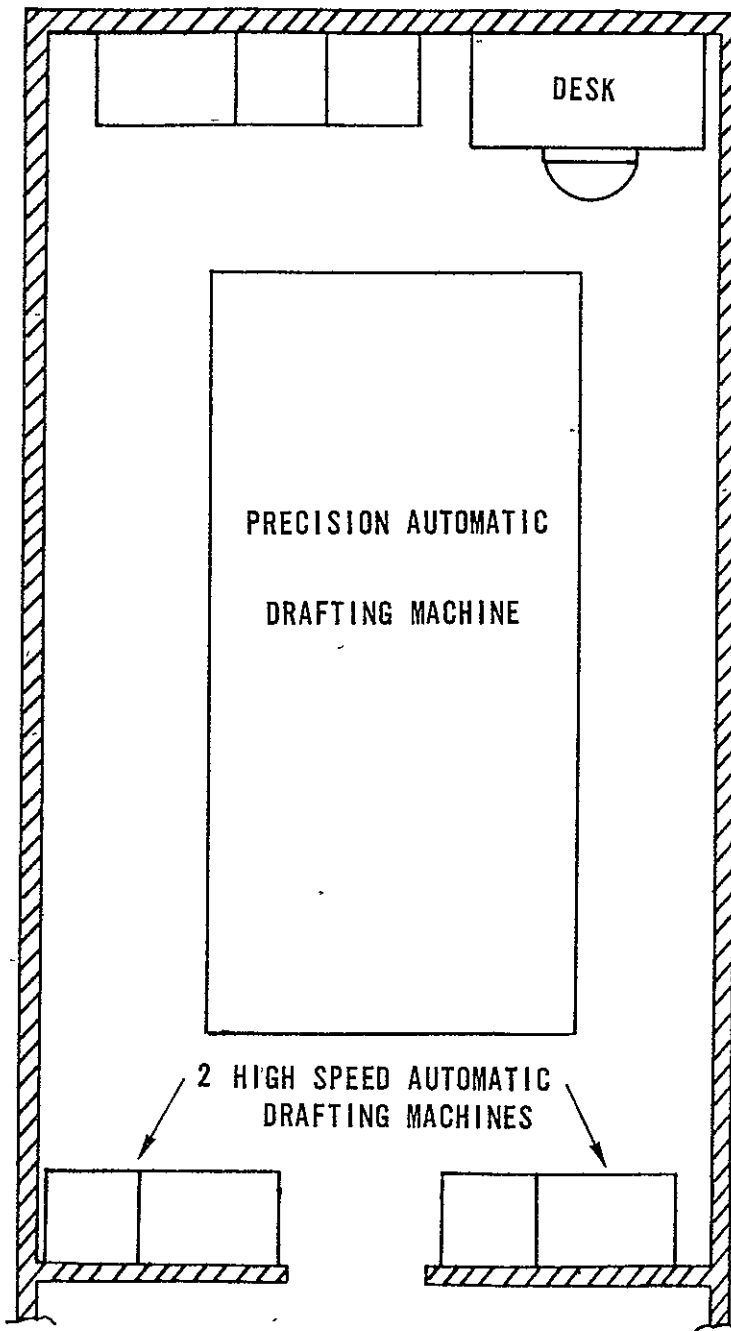 DESK
PRECISION AUTOMATIC
DRAFTING MACHINE
2 HIGH SPEED AUTOMATIC
DRAFTING MACHINES